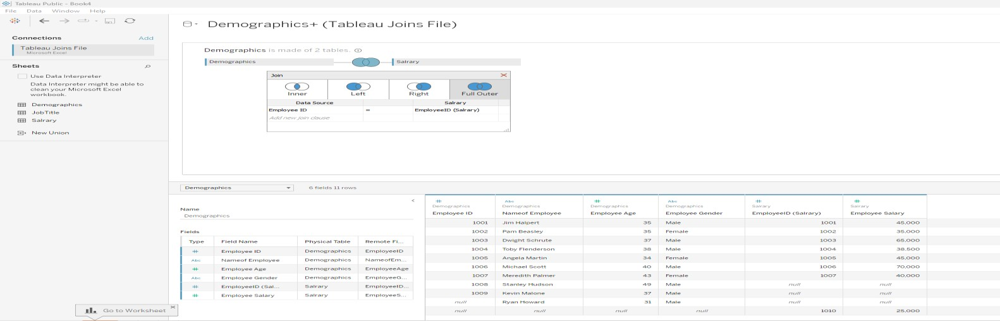 Tableau Public - Book4
File Data Window Help
Connections Add
Tableau Joins File
Microsoft Excel
Sheets
Use Data Interpreter
Data Interpreter might be able to
clean your Microsoft Excel
workbook.
Demographics
JobTitle
Salrary
New Union
Go to Worksheet
Demographics+ (Tableau Joins File)
Demographics is made of 2 tables.
Demographics Salrary
Join
Inner Left Right Full Outer
Data Source Salrary
Employee ID = EmployeeID (Salrary)
Add new join clause
Demographics 6 fields 11 rows
Name
Demographics
Fields
Type Field Name Physical Table Remote Fi...
# Employee ID Demographics EmployeeID
Abc Nameof Employee Demographics NameofEm...
# Employee Age Demographics EmployeeAge
Abc Employee Gender Demographics EmployeeG...
# EmployeeID (Sal... Salrary EmployeeID...
# Employee Salary Salrary EmployeeS...
# Abc # Abc # #
Demographics Demographics Demographics Demographics Salrary Salrary
Employee ID Nameof Employee Employee Age Employee Gender EmployeeID (Salrary) Employee Salary
1001 Jim Halpert 35 Male 1001 45,000
1002 Pam Beasley 35 Female 1002 35,000
1003 Dwight Schrute 37 Male 1003 65,000
1004 Toby Flenderson 38 Male 1004 38,500
1005 Angela Martin 34 Female 1005 45,000
1006 Michael Scott 40 Male 1006 70,000
1007 Meredith Palmer 43 Female 1007 40,000
1008 Stanley Hudson 49 Male null null
1009 Kevin Malone 37 Male null null
null Ryan Howard 31 Male null null
null null null null 1010 25,000